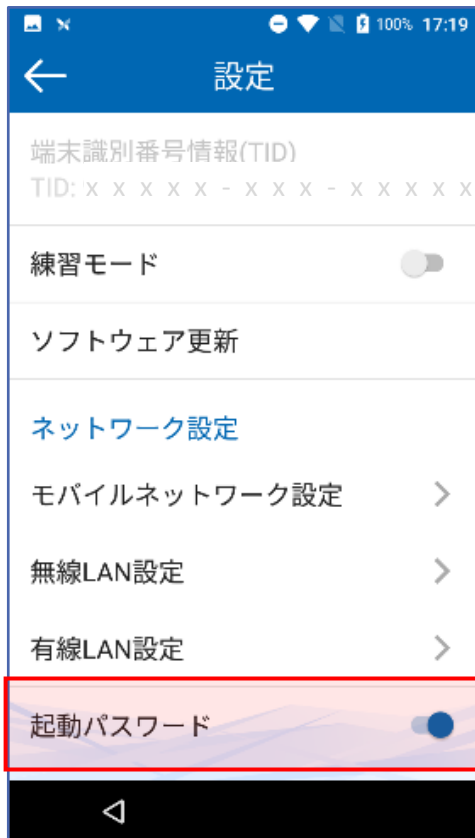 100% 17:19
設定
端末識別番号情報(TID)
TID: x x x x x - x x x - x x x x x
練習モード
ソフトウェア更新
ネットワーク設定
モバイルネットワーク設定
無線LAN設定
有線LAN設定
起動パスワード